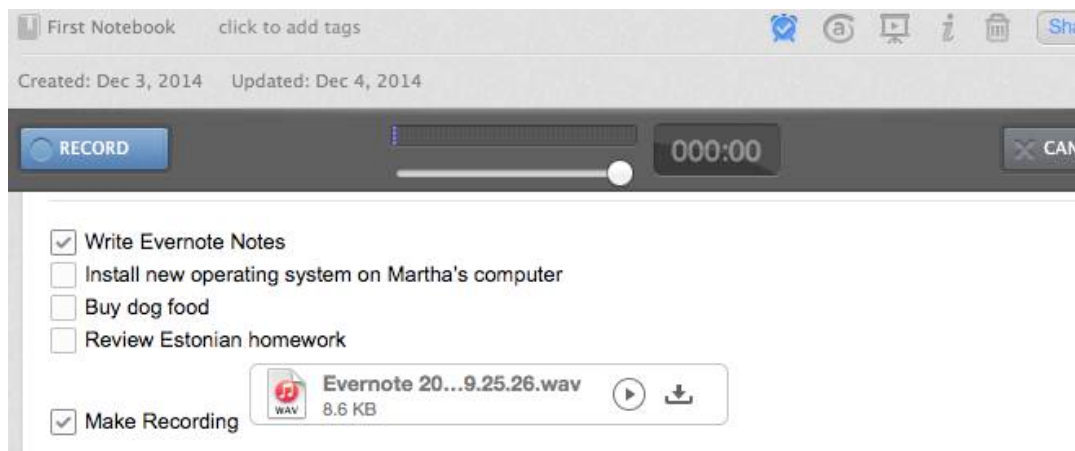 First Notebook click to add tags Sha
Created: Dec 3, 2014 Updated: Dec 4, 2014
RECORD 000:00 CAN
Write Evernote Notes
Install new operating system on Martha's computer
Buy dog food
Review Estonian homework
Evernote 20...9.25.26.wav
WAV 8.6 KB
Make Recording